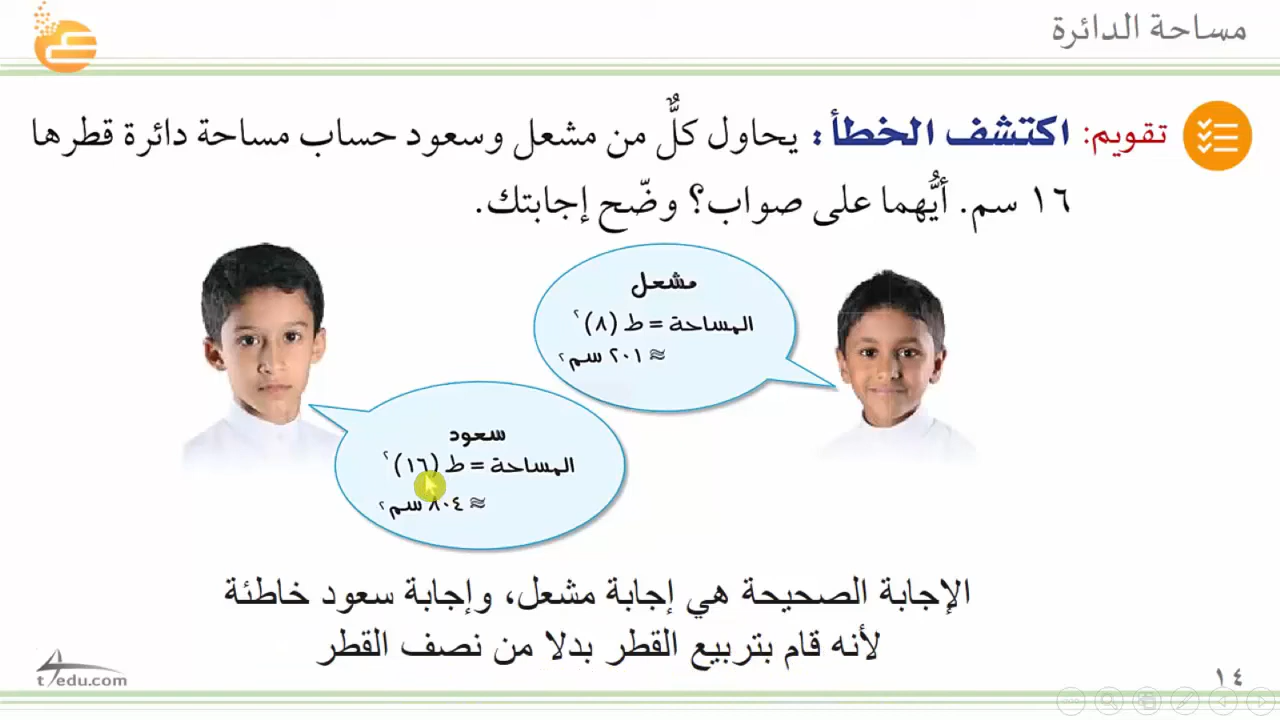 مساحة الدائرة
تقويم: اكتشف الخطأ: يحاول كلٌّ من مشعل وسعود حساب مساحة دائرة قطرها
١٦ سم. أيُّهما على صواب؟ وضّح إجابتك.
مشعل
المساحة = ط (٨)٢
≈ ٢٠١ سم٢
سعود
المساحة = ط (١٦)٢
≈ ٨٠٤ سم٢
الإجابة الصحيحة هي إجابة مشعل، وإجابة سعود خاطئة
لأنه قام بتربيع القطر بدلا من نصف القطر
t4edu.com
١٤